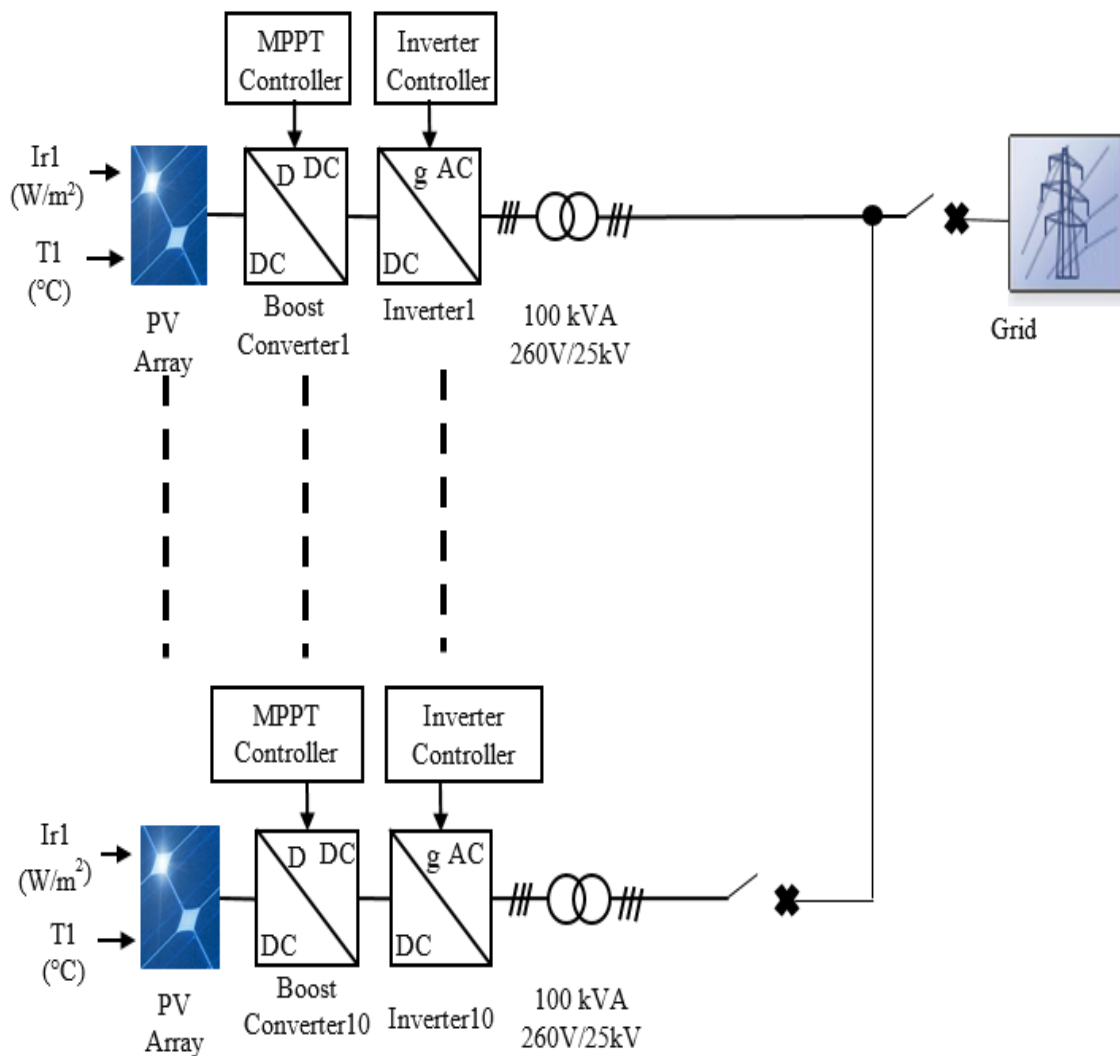 MPPT
Controller
Inverter
Controller
Ir1
(W/m²)
T1
(°C)
D DC
DC
g AC
DC
PV
Array
Boost
Converter1
Inverter1
100 kVA
260V/25kV
Grid
MPPT
Controller
Inverter
Controller
Ir1
(W/m²)
T1
(°C)
D DC
DC
g AC
DC
PV
Array
Boost
Converter10
Inverter10
100 kVA
260V/25kV